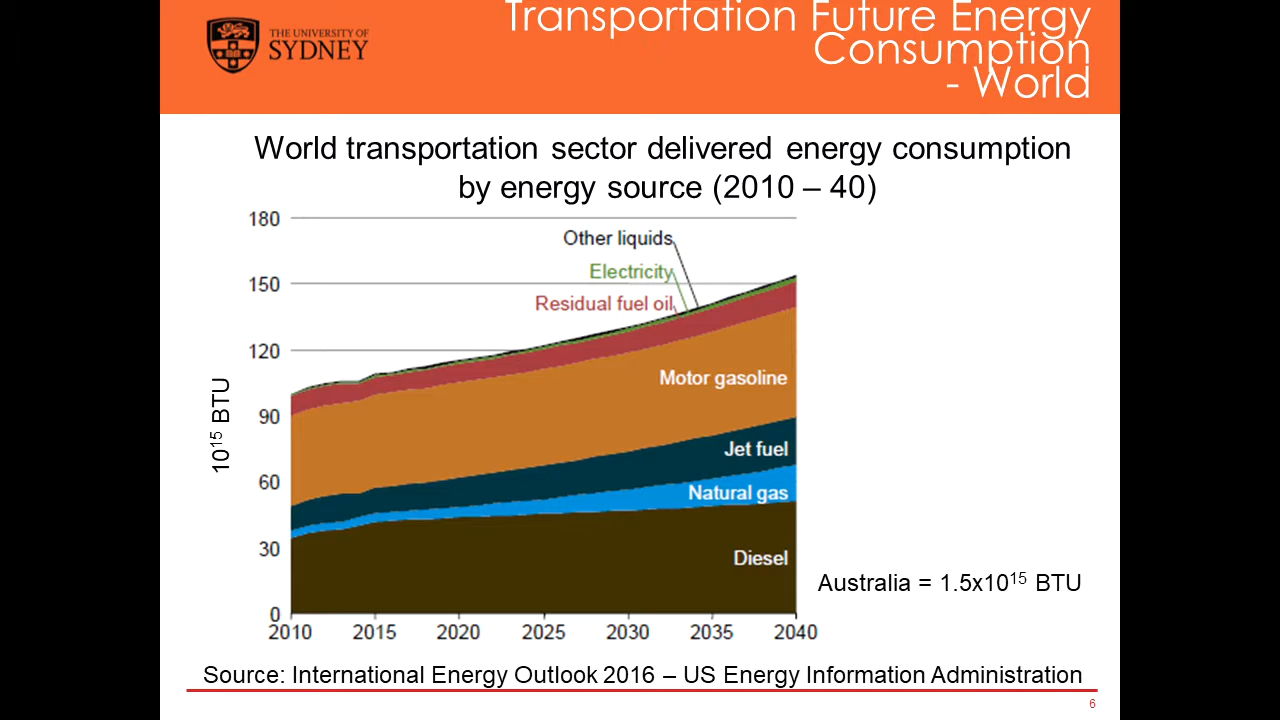 THE UNIVERSITY OF
SYDNEY
Transportation Future Energy
Consumption
- World
World transportation sector delivered energy consumption
by energy source (2010 – 40)
180
150
120
90
60
30
0
10¹⁵ BTU
Other liquids
Electricity
Residual fuel oil
Motor gasoline
Jet fuel
Natural gas
Diesel
2010 2015 2020 2025 2030 2035 2040
Australia = 1.5x10¹⁵ BTU
Source: International Energy Outlook 2016 – US Energy Information Administration
6